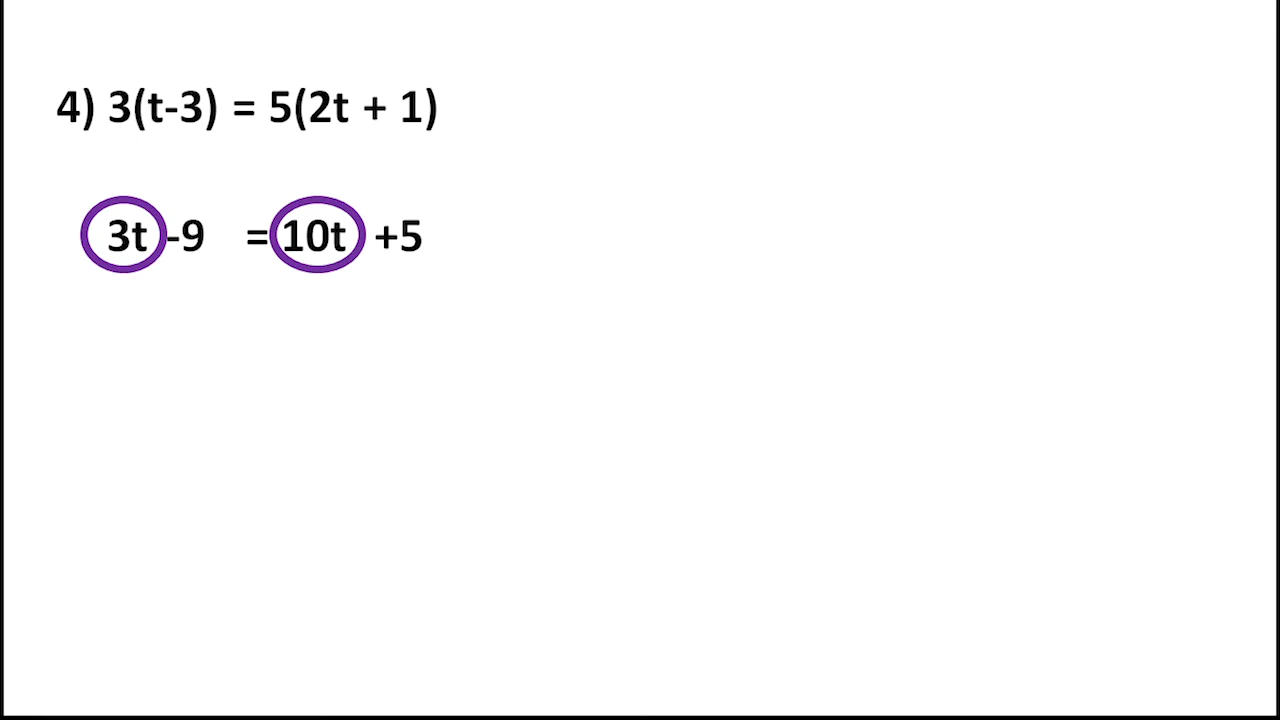 4) 3(t-3) = 5(2t + 1)
3t -9 = 10t +5